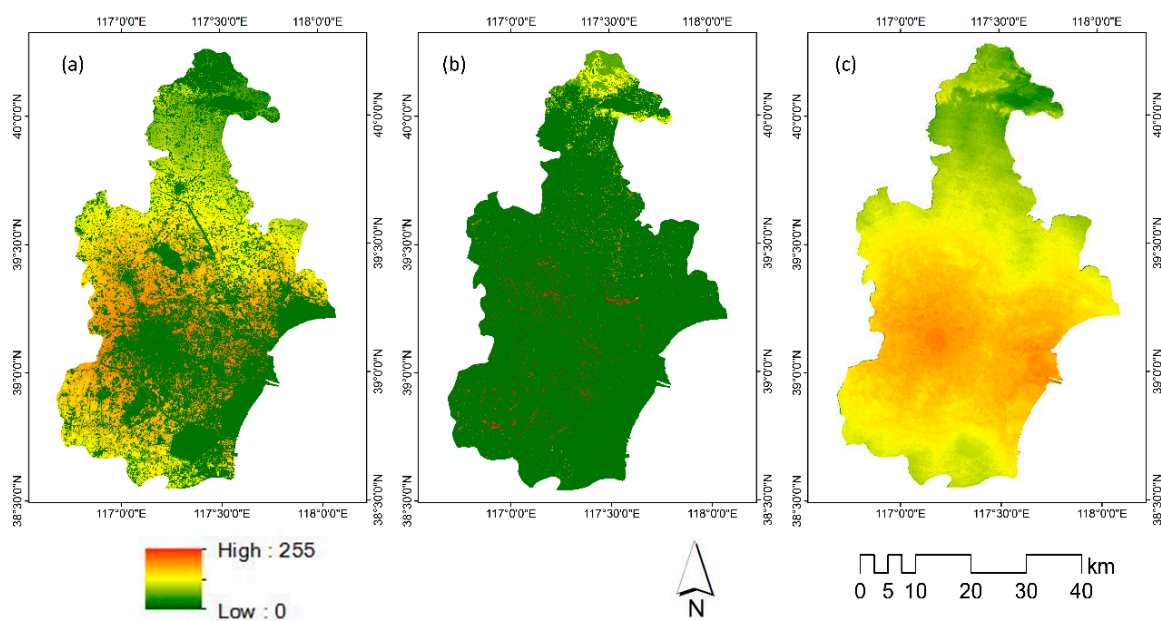 117°0'0"E 117°30'0"E 118°0'0"E 117°0'0"E 117°30'0"E 118°0'0"E 117°0'0"E 117°30'0"E 118°0'0"E
(a) (b) (c)
40°0'0"N 40°0'0"N 40°0'0"N 40°0'0"N
39°30'0"N 39°30'0"N 39°30'0"N 39°30'0"N
39°0'0"N 39°0'0"N 39°0'0"N 39°0'0"N
38°30'0"N 38°30'0"N 38°30'0"N 38°30'0"N
117°0'0"E 117°30'0"E 118°0'0"E 117°0'0"E 117°30'0"E 118°0'0"E 117°0'0"E 117°30'0"E 118°0'0"E
High : 255
Low : 0
N
km
0 5 10 20 30 40